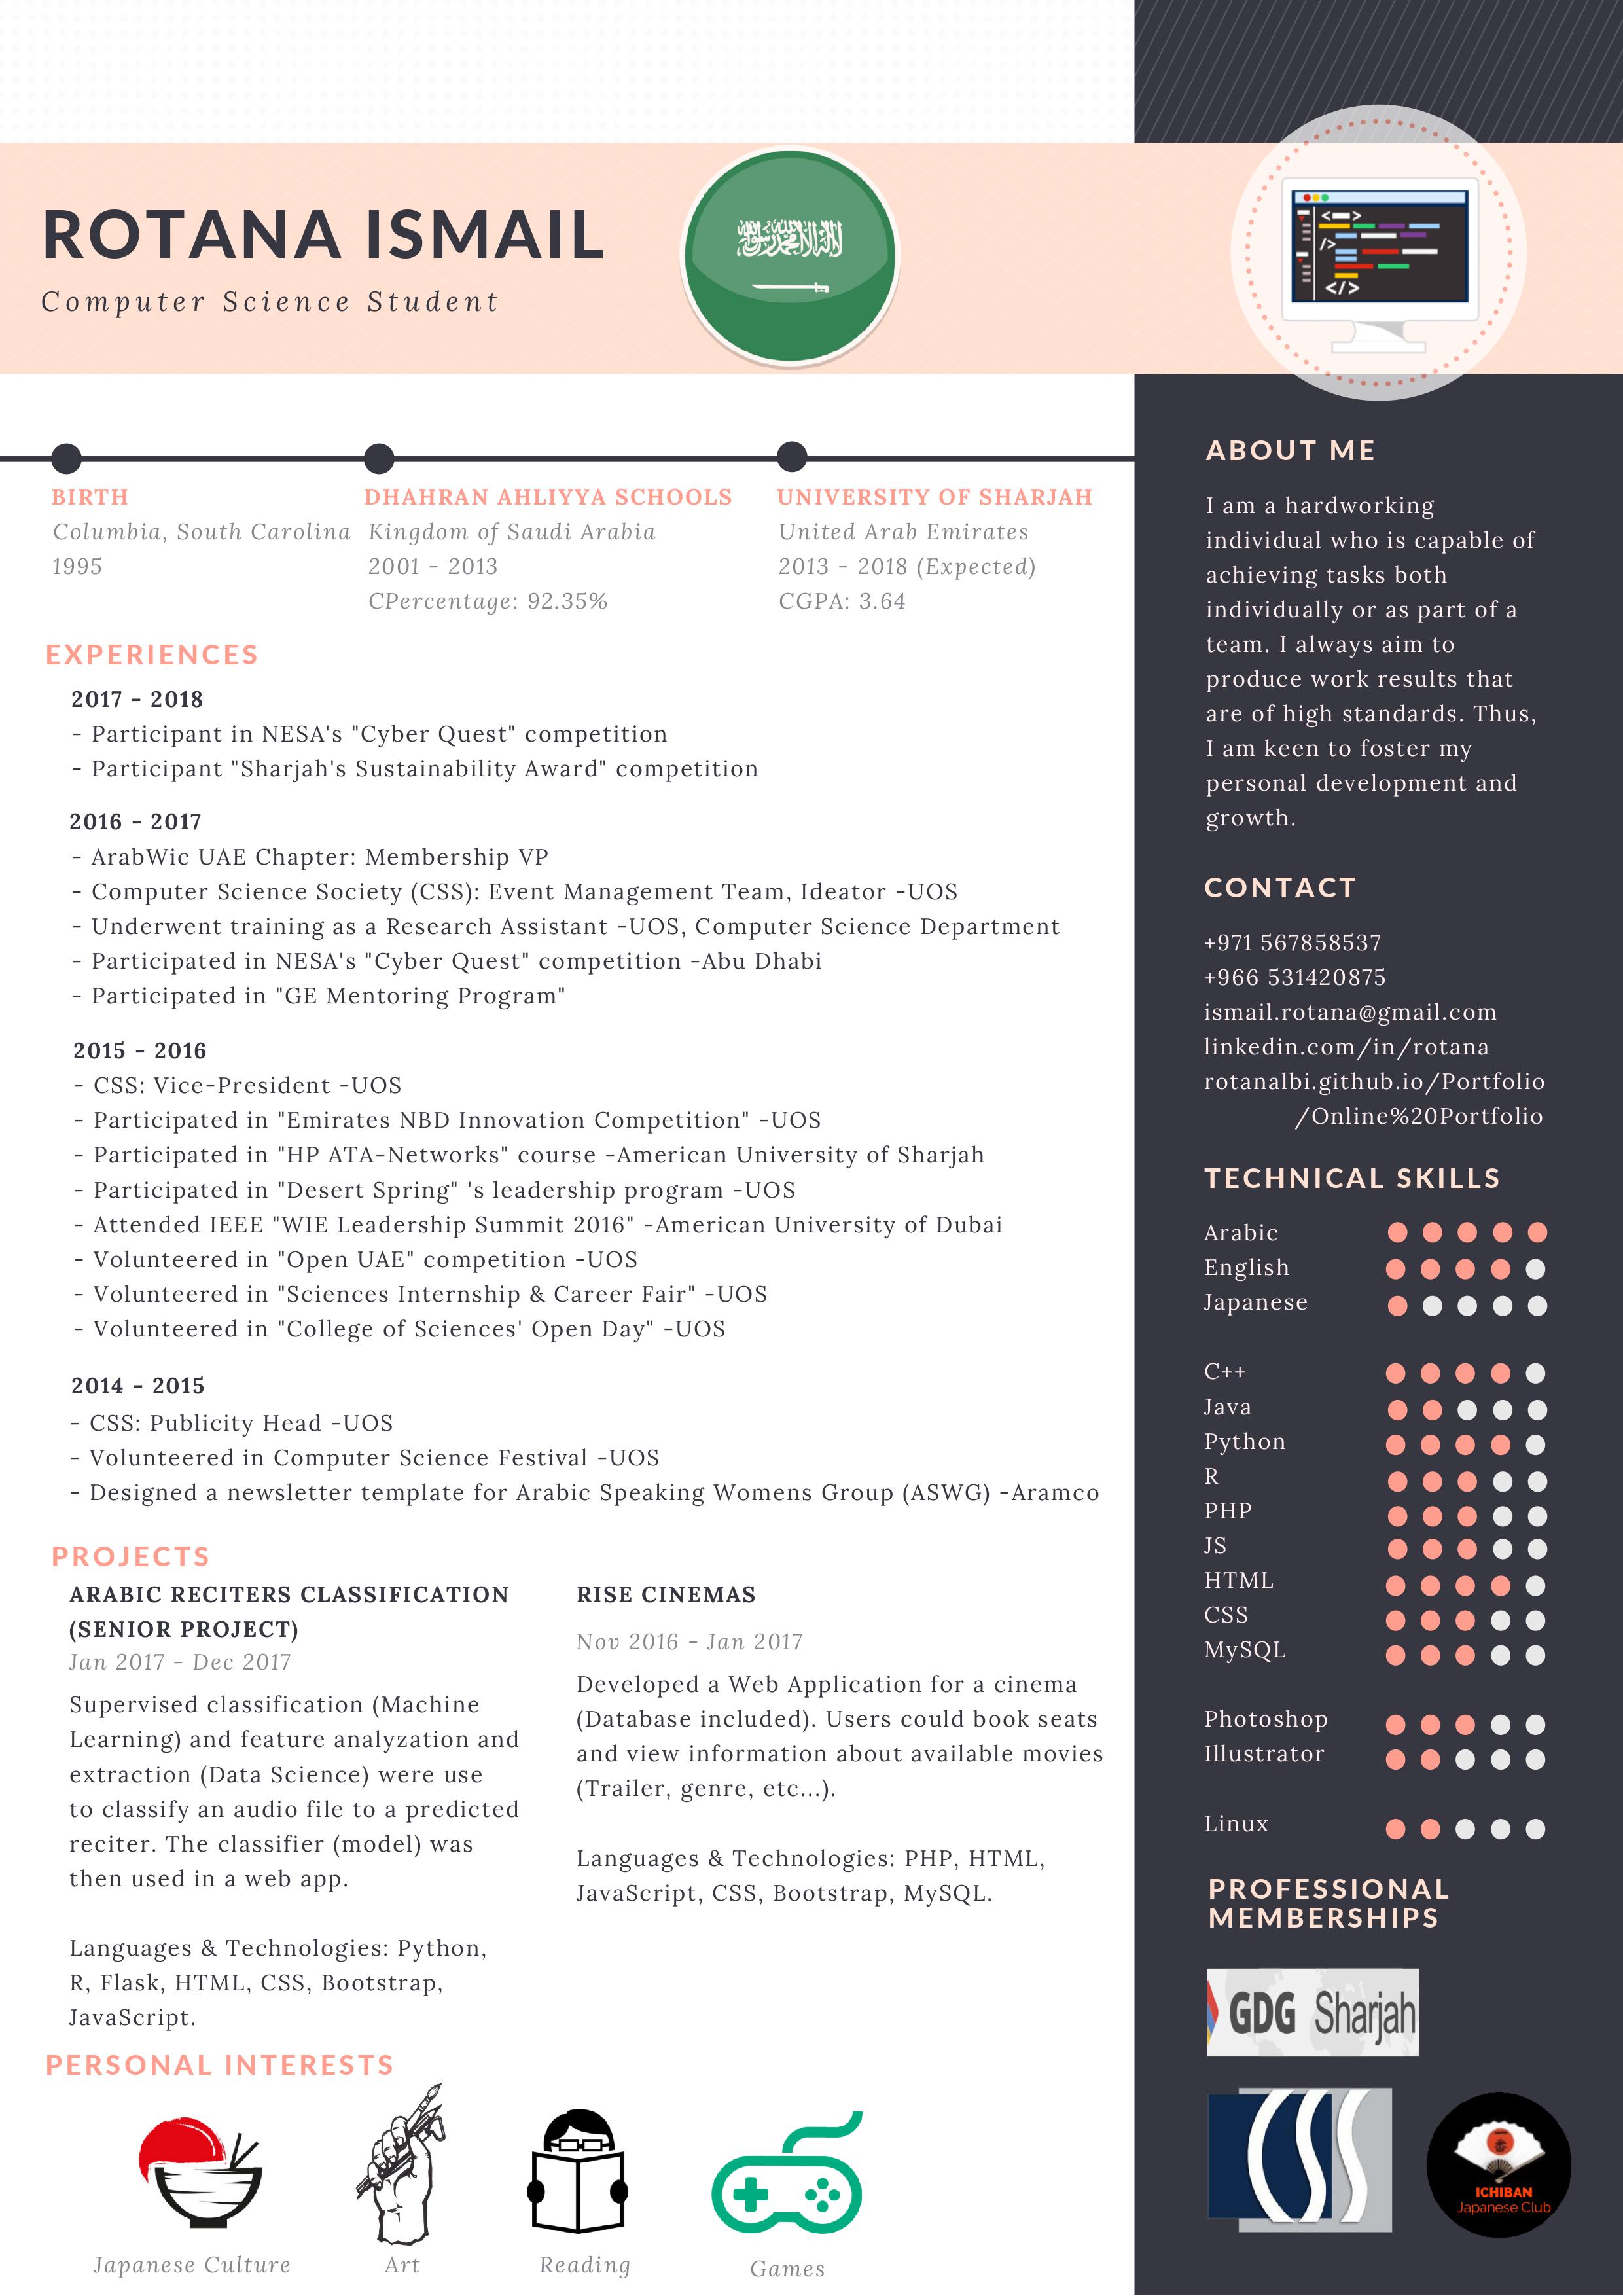 ROTANA ISMAIL
Computer Science Student
لا إله إلا الله محمد رسول الله
<=>
/>
</>
BIRTH
Columbia, South Carolina
1995
DHAHRAN AHLIYYA SCHOOLS
Kingdom of Saudi Arabia
2001 - 2013
CPercentage: 92.35%
UNIVERSITY OF SHARJAH
United Arab Emirates
2013 - 2018 (Expected)
CGPA: 3.64
EXPERIENCES
2017 - 2018
- Participant in NESA's "Cyber Quest" competition
- Participant "Sharjah's Sustainability Award" competition
2016 - 2017
- ArabWic UAE Chapter: Membership VP
- Computer Science Society (CSS): Event Management Team, Ideator -UOS
- Underwent training as a Research Assistant -UOS, Computer Science Department
- Participated in NESA's "Cyber Quest" competition -Abu Dhabi
- Participated in "GE Mentoring Program"
2015 - 2016
- CSS: Vice-President -UOS
- Participated in "Emirates NBD Innovation Competition" -UOS
- Participated in "HP ATA-Networks" course -American University of Sharjah
- Participated in "Desert Spring" 's leadership program -UOS
- Attended IEEE "WIE Leadership Summit 2016" -American University of Dubai
- Volunteered in "Open UAE" competition -UOS
- Volunteered in "Sciences Internship & Career Fair" -UOS
- Volunteered in "College of Sciences' Open Day" -UOS
2014 - 2015
- CSS: Publicity Head -UOS
- Volunteered in Computer Science Festival -UOS
- Designed a newsletter template for Arabic Speaking Womens Group (ASWG) -Aramco
PROJECTS
ARABIC RECITERS CLASSIFICATION
(SENIOR PROJECT)
Jan 2017 - Dec 2017
Supervised classification (Machine
Learning) and feature analyzation and
extraction (Data Science) were use
to classify an audio file to a predicted
reciter. The classifier (model) was
then used in a web app.
Languages & Technologies: Python,
R, Flask, HTML, CSS, Bootstrap,
JavaScript.
RISE CINEMAS
Nov 2016 - Jan 2017
Developed a Web Application for a cinema
(Database included). Users could book seats
and view information about available movies
(Trailer, genre, etc...).
Languages & Technologies: PHP, HTML,
JavaScript, CSS, Bootstrap, MySQL.
PERSONAL INTERESTS
Japanese Culture
Art
Reading
Games
ABOUT ME
I am a hardworking
individual who is capable of
achieving tasks both
individually or as part of a
team. I always aim to
produce work results that
are of high standards. Thus,
I am keen to foster my
personal development and
growth.
CONTACT
+971 567858537
+966 531420875
ismail.rotana@gmail.com
linkedin.com/in/rotana
rotanalbi.github.io/Portfolio
/Online%20Portfolio
TECHNICAL SKILLS
Arabic
English
Japanese
C++
Java
Python
R
PHP
JS
HTML
CSS
MySQL
Photoshop
Illustrator
Linux
PROFESSIONAL
MEMBERSHIPS
GDG Sharjah
CSS
ICHIBAN
Japanese Club